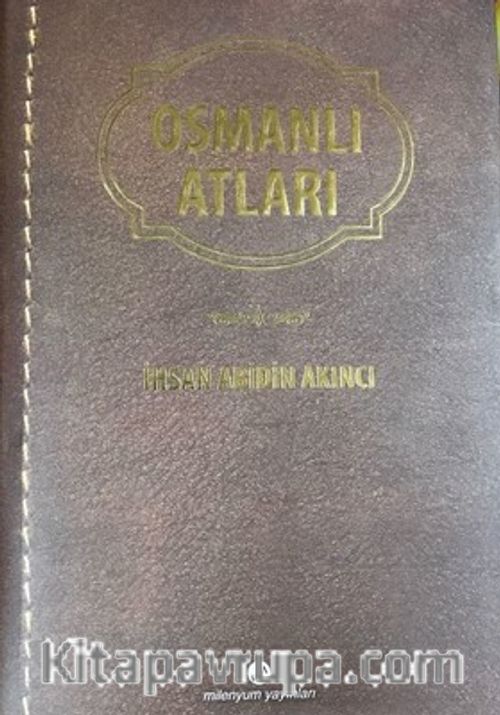 OSMANLI
ATLARI
İHSAN ABİDİN AKINCI
kitapavrupa.com
milenyum yayınları